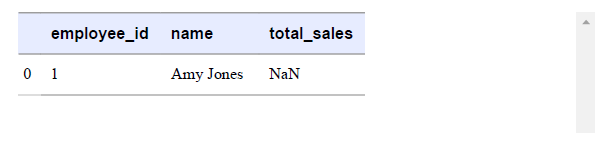 employee_id name total_sales
0 1 Amy Jones NaN